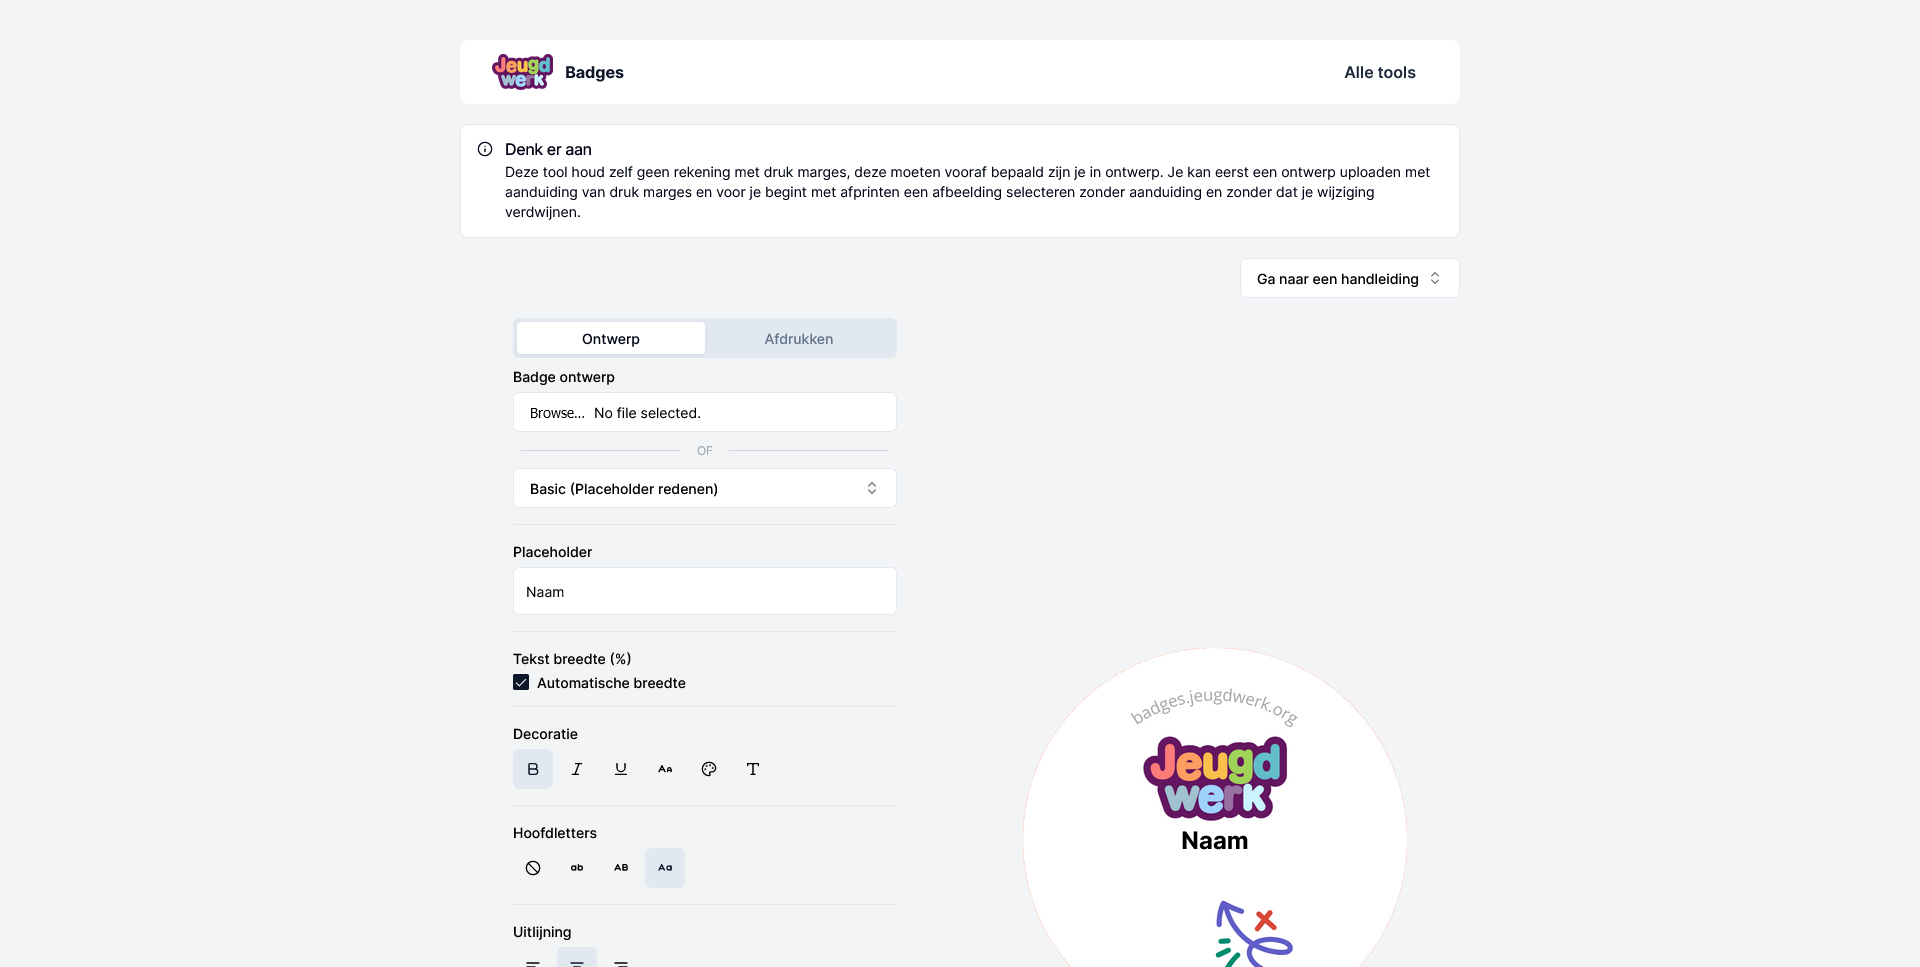 Jeugd
werk
Badges
Alle tools
Denk er aan
Deze tool houd zelf geen rekening met druk marges, deze moeten vooraf bepaald zijn je in ontwerp. Je kan eerst een ontwerp uploaden met
aanduiding van druk marges en voor je begint met afprinten een afbeelding selecteren zonder aanduiding en zonder dat je wijziging
verdwijnen.
Ga naar een handleiding
Ontwerp
Afdrukken
Badge ontwerp
Browse... No file selected.
OF
Basic (Placeholder redenen)
Placeholder
Naam
Tekst breedte (%)
Automatische breedte
Decoratie
B I U AA T
Hoofdletters
ab AB Aa
Uitlijning
badges.jeugdwerk.org
Jeugd
werk
Naam